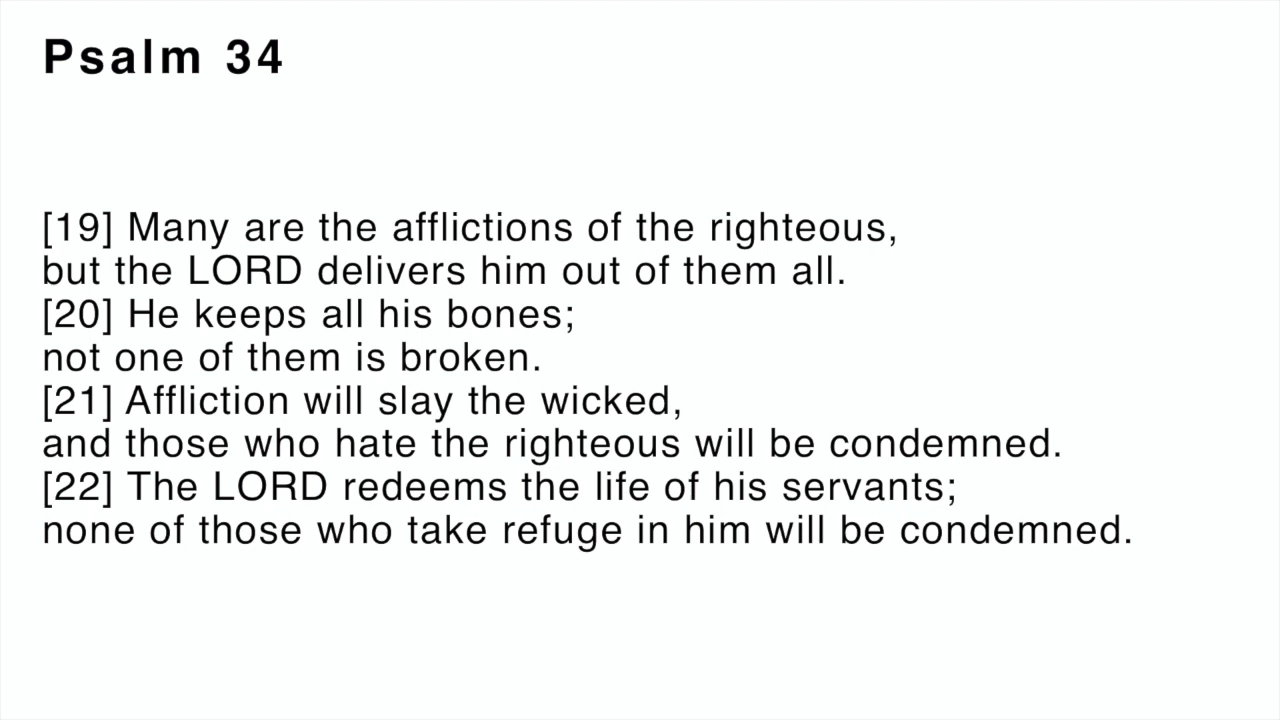 Psalm 34
[19] Many are the afflictions of the righteous,
but the LORD delivers him out of them all.
[20] He keeps all his bones;
not one of them is broken.
[21] Affliction will slay the wicked,
and those who hate the righteous will be condemned.
[22] The LORD redeems the life of his servants;
none of those who take refuge in him will be condemned.